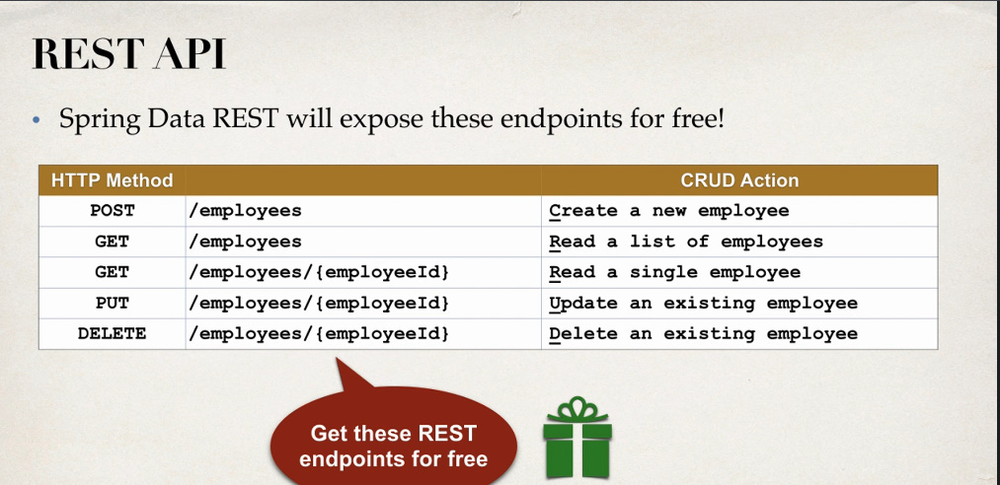 REST API
• Spring Data REST will expose these endpoints for free!
HTTP Method CRUD Action
POST /employees Create a new employee
GET /employees Read a list of employees
GET /employees/{employeeId} Read a single employee
PUT /employees/{employeeId} Update an existing employee
DELETE /employees/{employeeId} Delete an existing employee
Get these REST
endpoints for free